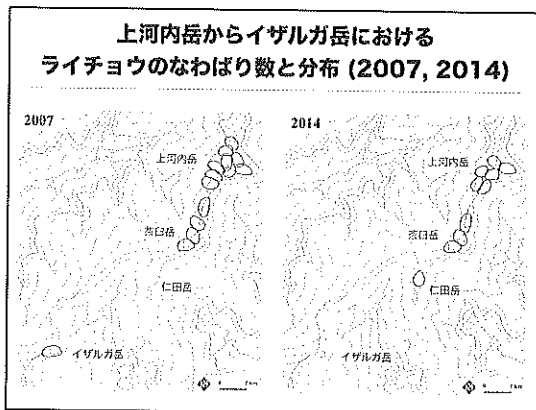 上河内岳からイザルガ岳における
ライチョウのなわばり数と分布 (2007, 2014)
2007
上河内岳
茶臼岳
仁田岳
イザルガ岳
2014
上河内岳
茶臼岳
仁田岳
イザルガ岳